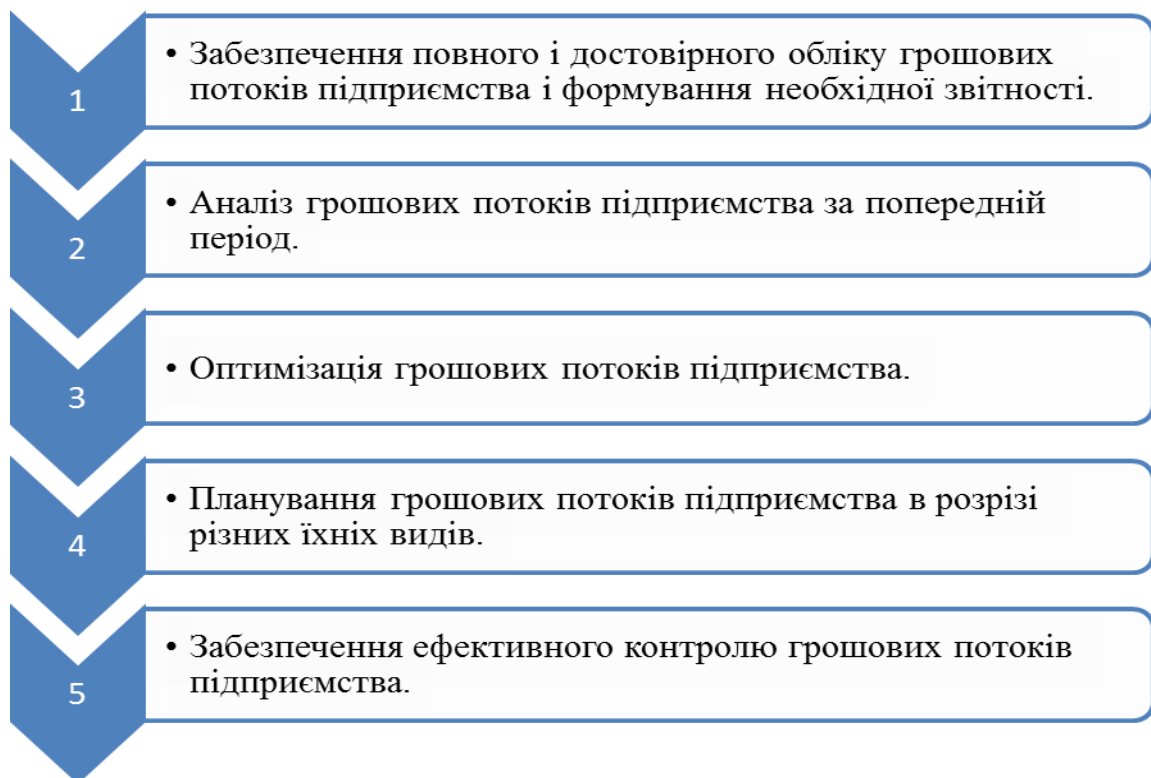 1
• Забезпечення повного і достовірного обліку грошових
потоків підприємства і формування необхідної звітності.
2
• Аналіз грошових потоків підприємства за попередній
період.
3
• Оптимізація грошових потоків підприємства.
4
• Планування грошових потоків підприємства в розрізі
різних їхніх видів.
5
• Забезпечення ефективного контролю грошових потоків
підприємства.